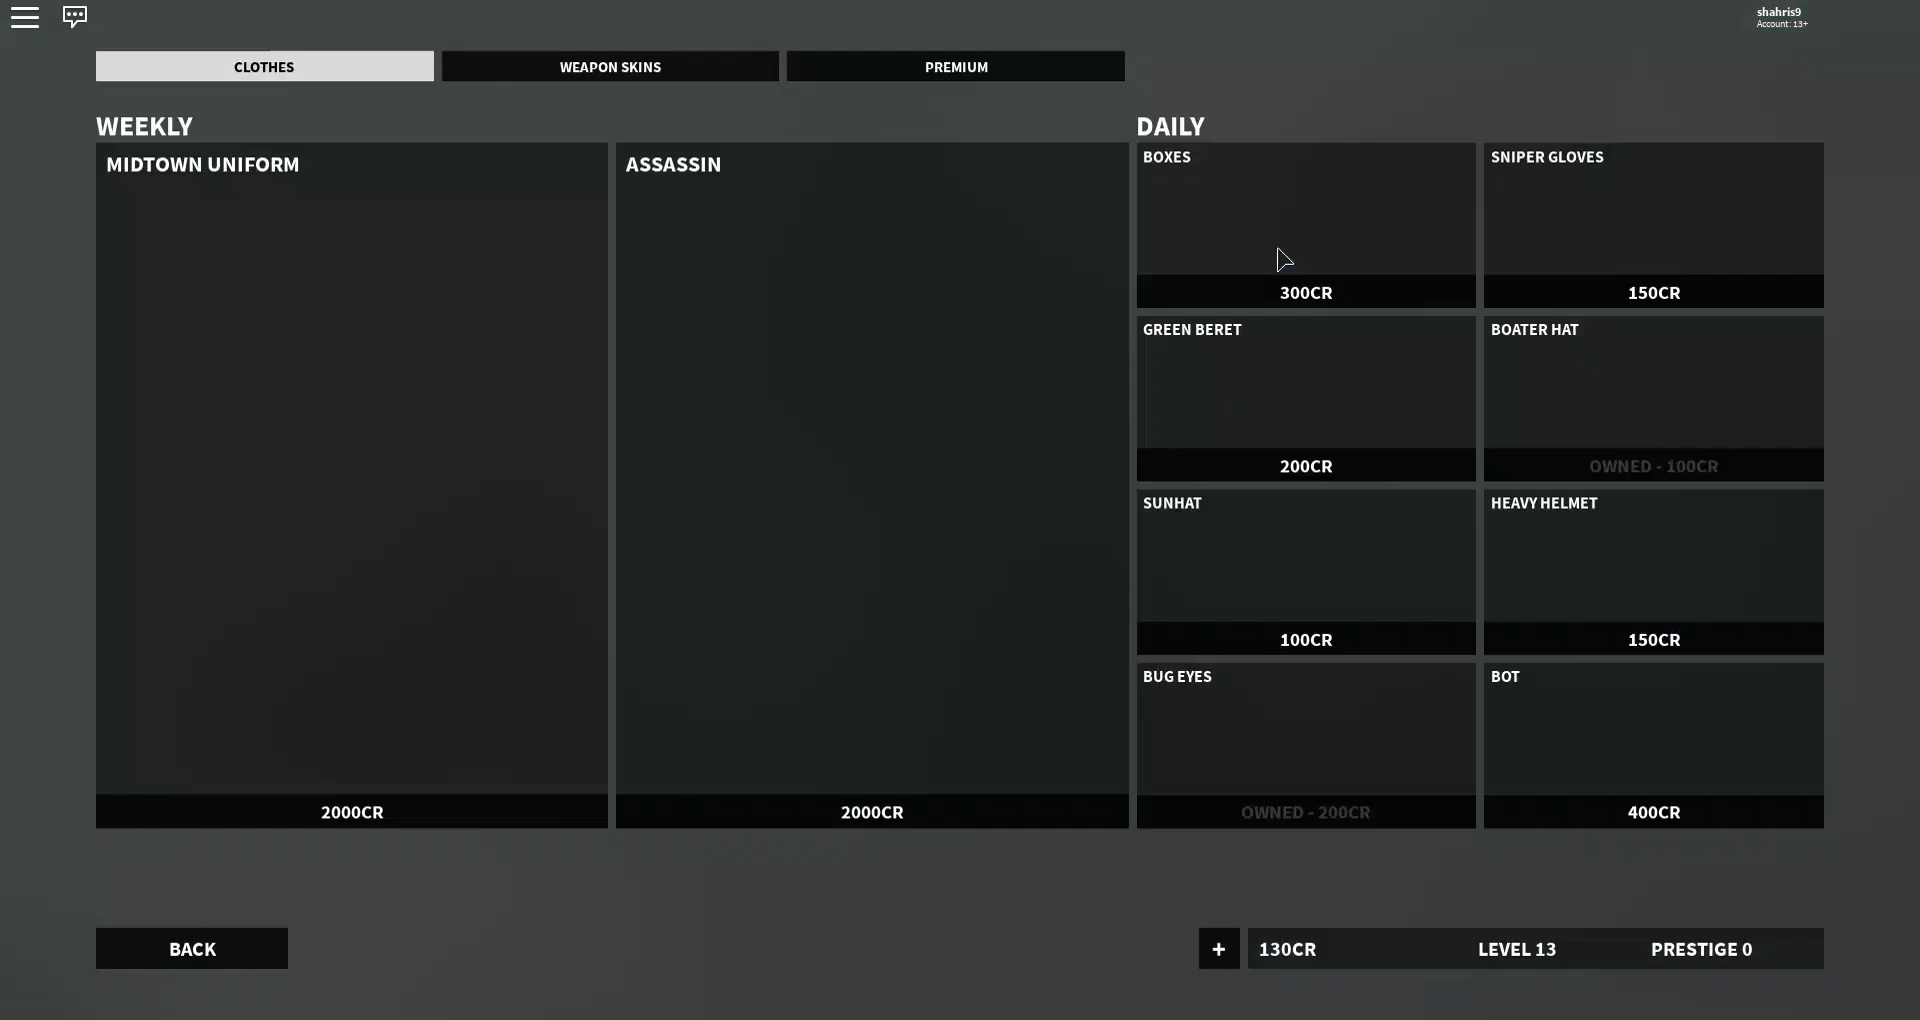 shahris9
Account: 13+
CLOTHES
WEAPON SKINS
PREMIUM
WEEKLY
MIDTOWN UNIFORM
2000CR
ASSASSIN
2000CR
DAILY
BOXES
300CR
SNIPER GLOVES
150CR
GREEN BERET
200CR
BOATER HAT
OWNED - 100CR
SUNHAT
100CR
HEAVY HELMET
150CR
BUG EYES
OWNED - 200CR
BOT
400CR
BACK
+
130CR
LEVEL 13
PRESTIGE 0